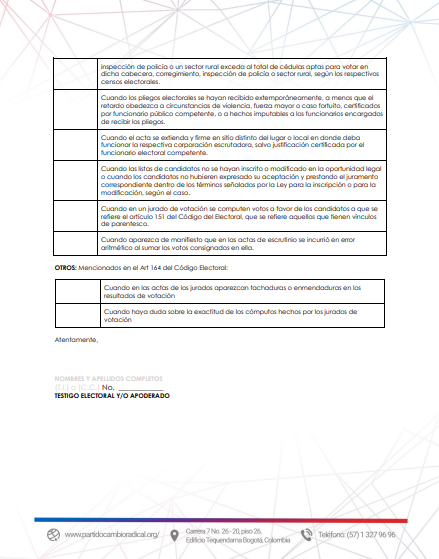 inspección de policía o un sector rural exceda al total de cédulas aptas para votar en
dicha cabecera, corregimiento, inspección de policía o sector rural, según los respectivos
censos electorales.
Cuando los pliegos electorales se hayan recibido extemporáneamente, a menos que el
retardo obedezca a circunstancias de violencia, fuerza mayor o caso fortuito, certificados
por funcionario público competente, o a hechos imputables a los funcionarios encargados
de recibir los pliegos.
Cuando el acta se extienda y firme en sitio distinto del lugar o local en donde deba
funcionar la respectiva corporación escrutadora, salvo justificación certificada por el
funcionario electoral competente.
Cuando las listas de candidatos no se hayan inscrito o modificado en la oportunidad legal
o cuando los candidatos no hubieren expresado su aceptación y prestando el juramento
correspondiente dentro de los términos señalados por la Ley para la inscripción o para la
modificación, según el caso.
Cuando en un jurado de votación se computen votos a favor de los candidatos a que se
refiere el artículo 151 del Código del Electoral, que se refiere aquellos que tienen vínculos
de parentesco.
Cuando aparezca de manifiesto que en las actas de escrutinio se incurrió en error
aritmético al sumar los votos consignados en ella.
OTROS: Mencionados en el Art 164 del Código Electoral:
Cuando en las actas de los jurados aparezcan tachaduras o enmendaduras en los
resultados de votación
Cuando haya duda sobre la exactitud de los cómputos hechos por los jurados de
votación
Atentamente,
NOMBRES Y APELLIDOS COMPLETOS
(T.I.) o (C.C.) No. ____________
TESTIGO ELECTORAL Y/O APODERADO
www.partidocambioradical.org/
Carrera 7 No. 26 - 20, piso 26,
Edificio Tequendama Bogotá, Colombia
Teléfono: (57) 1 327 96 96